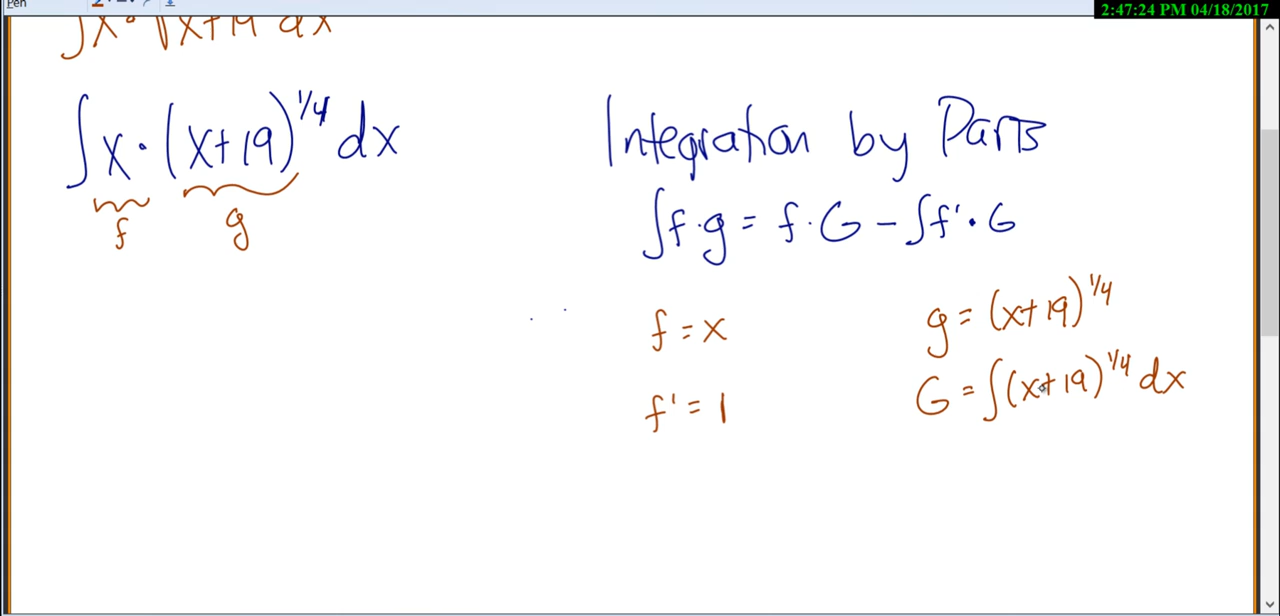 Pen
2:47:24 PM 04/18/2017
∫x·(x+19)^1/4 dx
f g
Integration by Parts
∫f·g = f·G - ∫f'·G
f = x
g = (x+19)^1/4
f' = 1
G = ∫(x+19)^1/4 dx